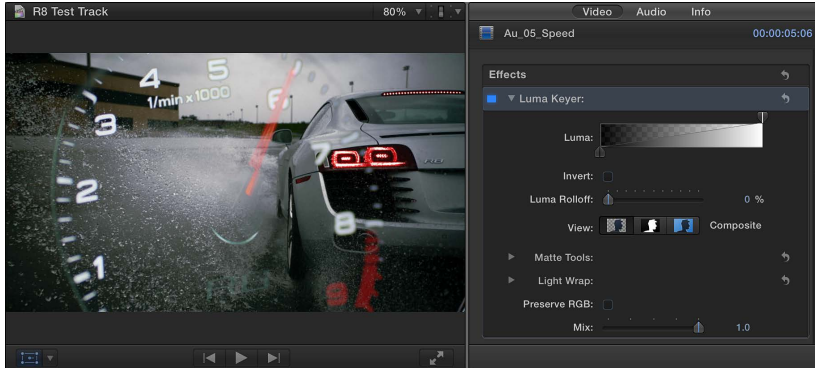 R8 Test Track
80%
Video Audio Info
Au_05_Speed
00:00:05:06
Effects
Luma Keyer:
Luma:
Invert:
Luma Rolloff:
0 %
View:
Composite
Matte Tools:
Light Wrap:
Preserve RGB:
Mix:
1.0
4 5
1/min x 1000
6
3
7
2
8
1
R8